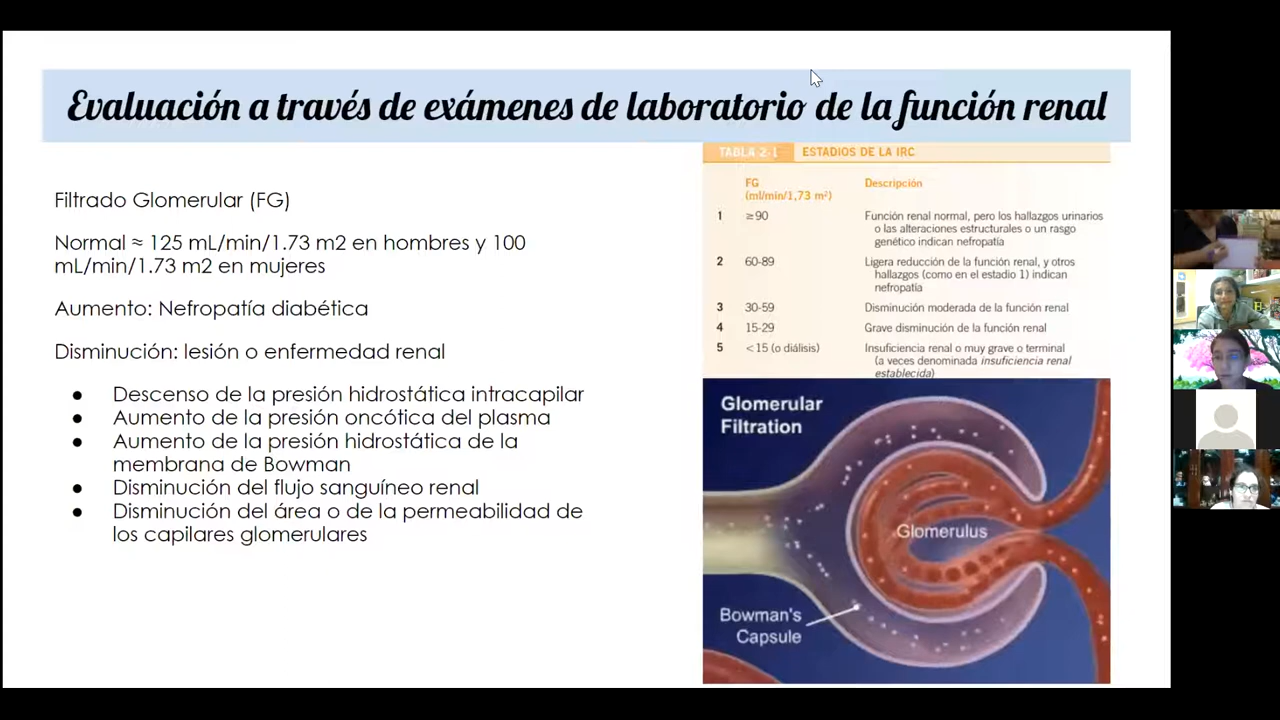 Evaluación a través de exámenes de laboratorio de la función renal
Filtrado Glomerular (FG)
Normal ≈ 125 mL/min/1.73 m2 en hombres y 100
mL/min/1.73 m2 en mujeres
Aumento: Nefropatía diabética
Disminución: lesión o enfermedad renal
● Descenso de la presión hidrostática intracapilar
● Aumento de la presión oncótica del plasma
● Aumento de la presión hidrostática de la
membrana de Bowman
● Disminución del flujo sanguíneo renal
● Disminución del área o de la permeabilidad de
los capilares glomerulares
TABLA 2-1 ESTADIOS DE LA IRC
FG Descripción
(ml/min/1,73 m²)
1 ≥90 Función renal normal, pero los hallazgos urinarios
o las alteraciones estructurales o un rasgo
genético indican nefropatía
2 60-89 Ligera reducción de la función renal, y otros
hallazgos (como en el estadio 1) indican
nefropatía
3 30-59 Disminución moderada de la función renal
4 15-29 Grave disminución de la función renal
5 <15 (o diálisis) Insuficiencia renal o muy grave o terminal
(a veces denominada insuficiencia renal
establecida)
Glomerular
Filtration
Glomerulus
Bowman's
Capsule